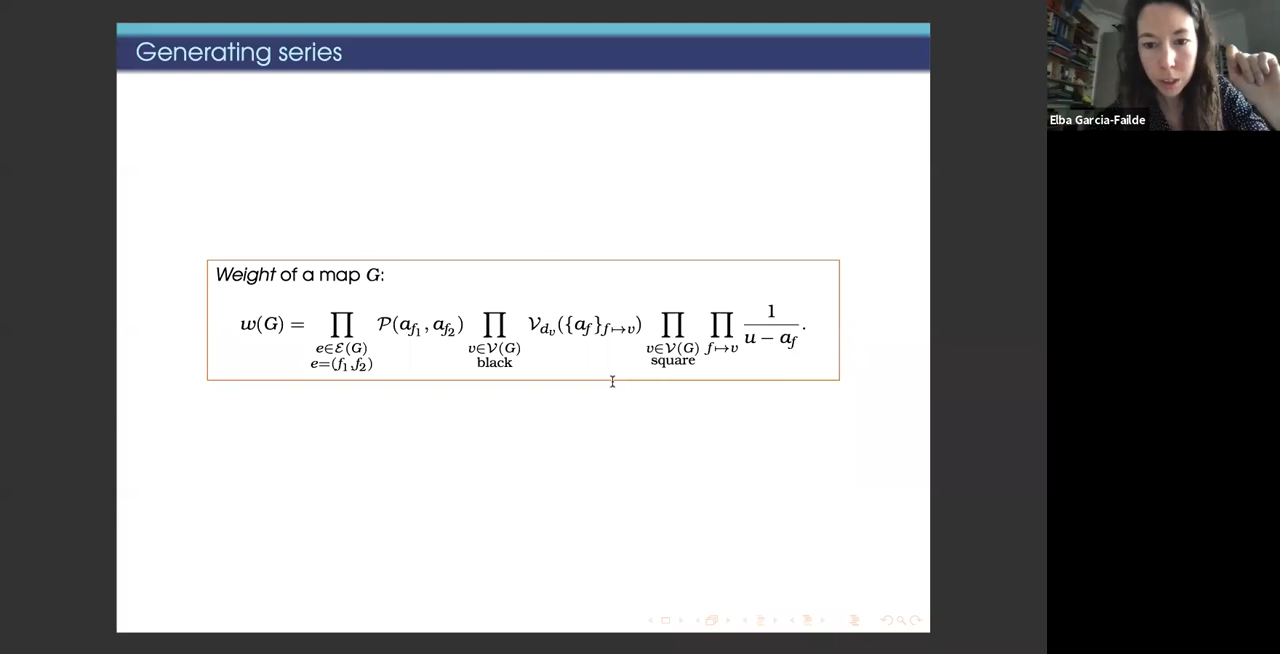 Generating series
Elba Garcia-Failde
Weight of a map G:
w(G) = ∏ P(a_{f_1}, a_{f_2}) ∏ V_{d_v}({a_f}_{f↦v}) ∏ ∏ 1/(u − a_f).
e∈E(G) v∈V(G) v∈V(G) f↦v
e=(f_1,f_2) black square